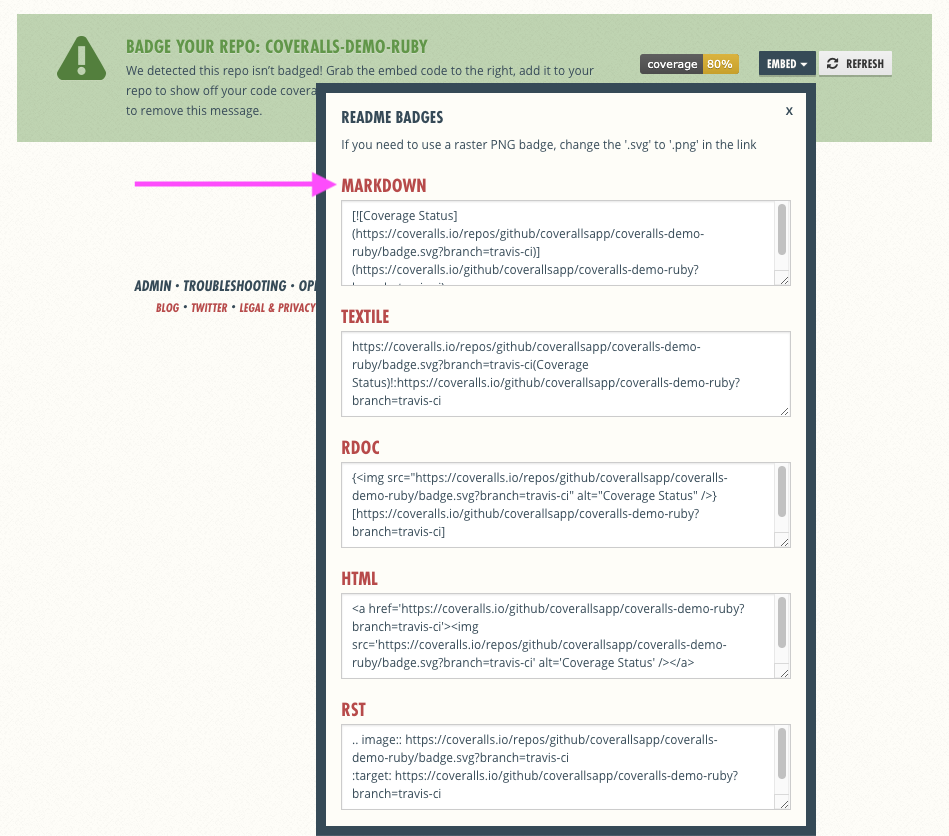 BADGE YOUR REPO: COVERALLS-DEMO-RUBY
We detected this repo isn't badged! Grab the embed code to the right, add it to your
repo to show off your code covera
to remove this message.
coverage 80%
EMBED
REFRESH
README BADGES
x
If you need to use a raster PNG badge, change the '.svg' to '.png' in the link
MARKDOWN
[![Coverage Status]
(https://coveralls.io/repos/github/coverallsapp/coveralls-demo-
ruby/badge.svg?branch=travis-ci)]
(https://coveralls.io/github/coverallsapp/coveralls-demo-ruby?
ADMIN • TROUBLESHOOTING •
BLOG • TWITTER • LEGAL & PRIVACY
TEXTILE
https://coveralls.io/repos/github/coverallsapp/coveralls-demo-
ruby/badge.svg?branch=travis-ci(Coverage
Status)!:https://coveralls.io/github/coverallsapp/coveralls-demo-ruby?
branch=travis-ci
RDOC
{<img src="https://coveralls.io/repos/github/coverallsapp/coveralls-
demo-ruby/badge.svg?branch=travis-ci" alt="Coverage Status" />}
[https://coveralls.io/github/coverallsapp/coveralls-demo-ruby?
branch=travis-ci]
HTML
<a href='https://coveralls.io/github/coverallsapp/coveralls-demo-ruby?
branch=travis-ci'><img
src='https://coveralls.io/repos/github/coverallsapp/coveralls-demo-
ruby/badge.svg?branch=travis-ci' alt='Coverage Status' /></a>
RST
.. image:: https://coveralls.io/repos/github/coverallsapp/coveralls-
demo-ruby/badge.svg?branch=travis-ci
:target: https://coveralls.io/github/coverallsapp/coveralls-demo-ruby?
branch=travis-ci